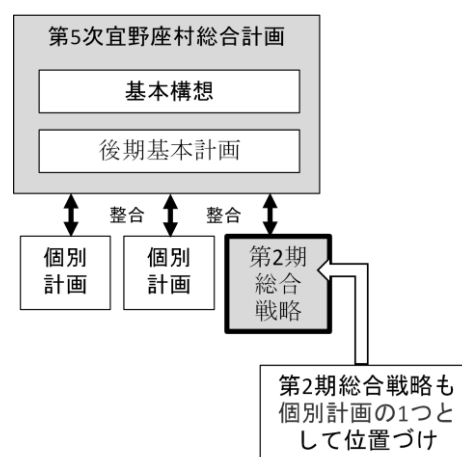 第5次宜野座村総合計画
基本構想
後期基本計画
整合
整合
個別
計画
個別
計画
第2期
総合
戦略
第2期総合戦略も
個別計画の1つと
して位置づけ